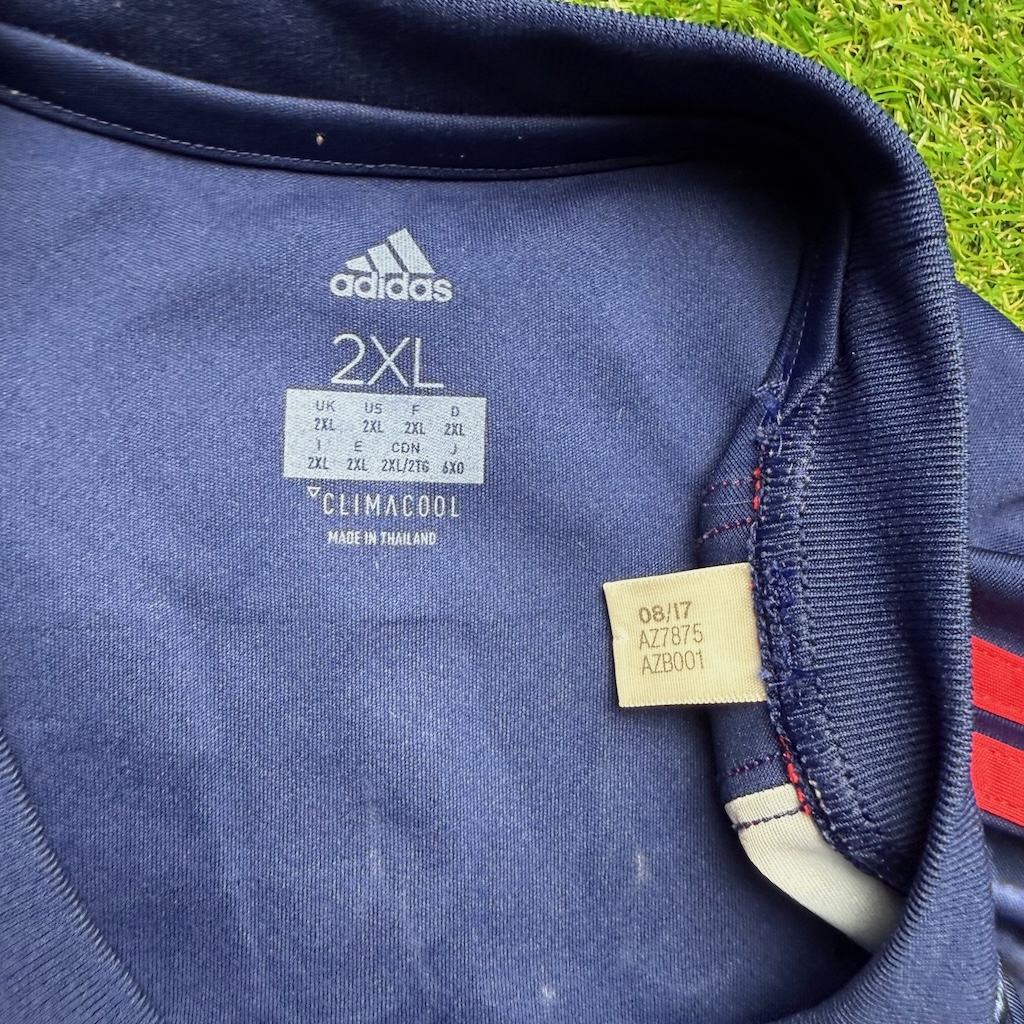 adidas
2XL
UK US F D
2XL 2XL 2XL 2XL
I E CDN J
2XL 2XL 2XL/2TG 6XO
CLIMACOOL
MADE IN THAILAND
08/17
AZ7875
AZB001